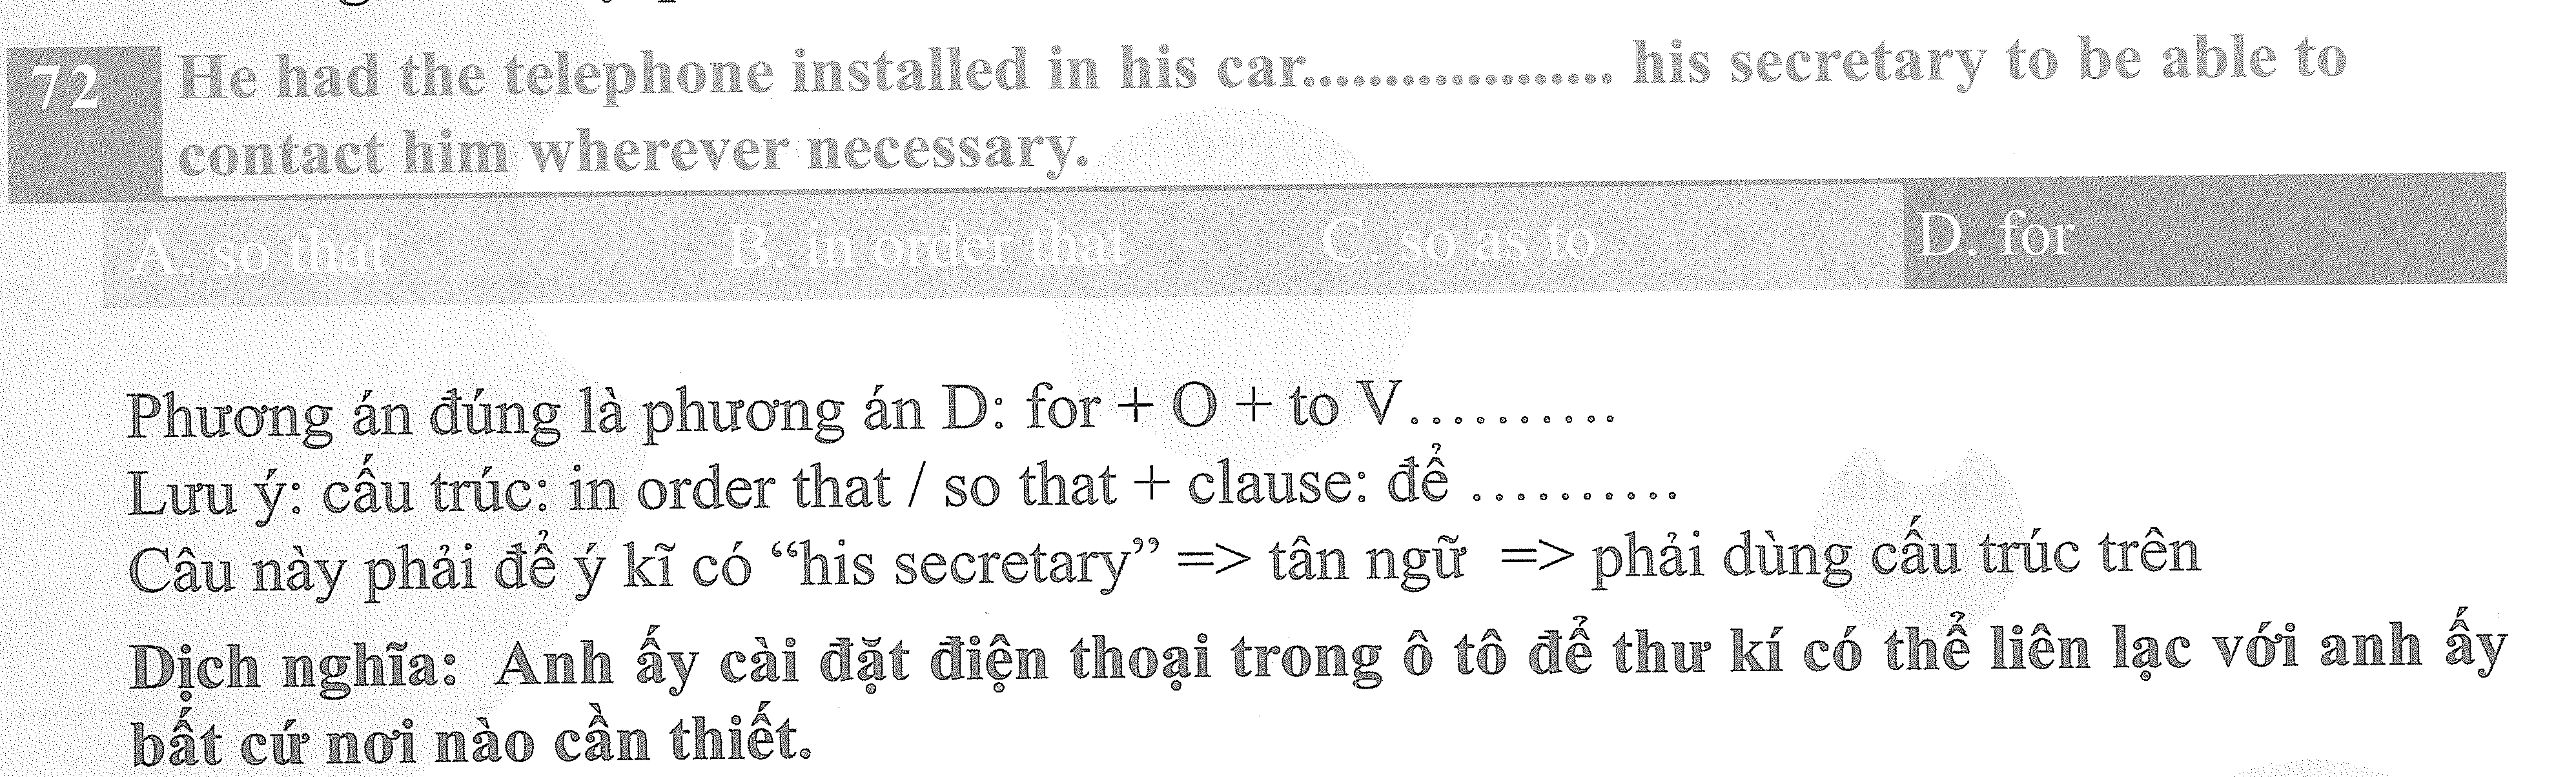 72 He had the telephone installed in his car.................. his secretary to be able to
contact him wherever necessary.
A. so that B. in order that C. so as to D. for
Phương án đúng là phương án D: for + O + to V..........
Lưu ý: cấu trúc: in order that / so that + clause: để ..........
Câu này phải để ý kĩ có “his secretary” => tân ngữ => phải dùng cấu trúc trên
Dịch nghĩa: Anh ấy cài đặt điện thoại trong ô tô để thư kí có thể liên lạc với anh ấy
bất cứ nơi nào cần thiết.